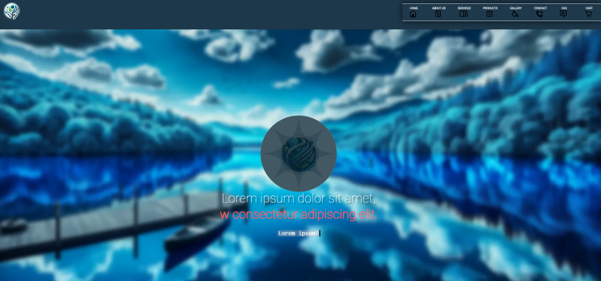 HOME ABOUT US SERVICES PRODUCTS GALLERY CONTACT FAQ CART
Lorem ipsum dolor sit amet,
w consectetur adipiscing elit.
Lorem ipsum!